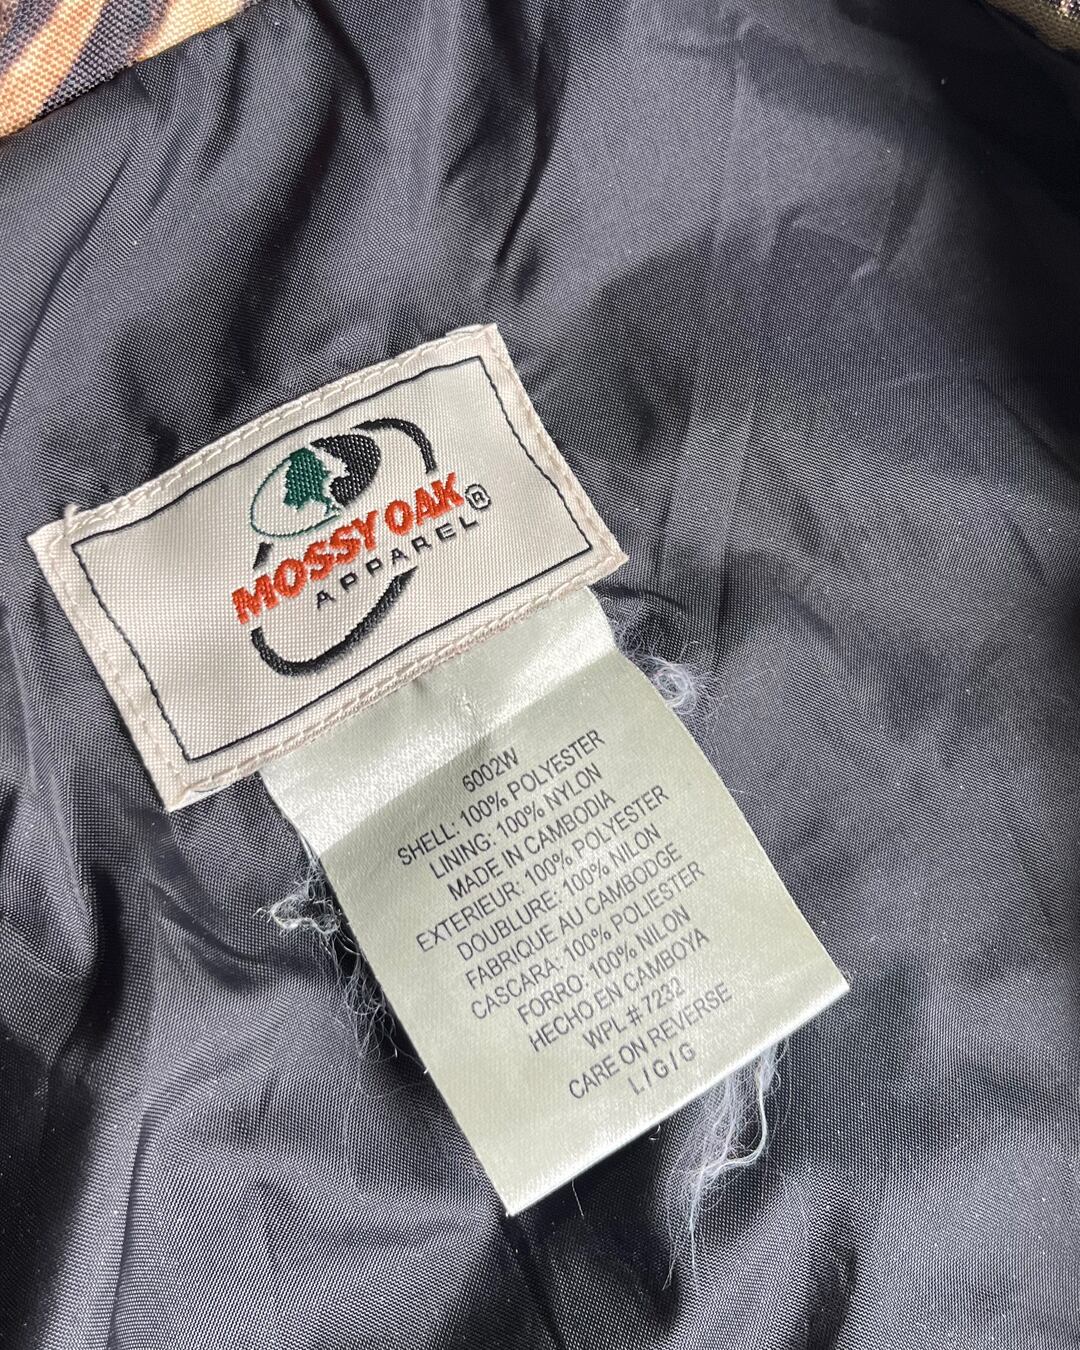 MOSSY OAK®
APPAREL
6002W
SHELL: 100% POLYESTER
LINING: 100% NYLON
MADE IN CAMBODIA
EXTERIEUR: 100% POLYESTER
DOUBLURE: 100% NILON
FABRIQUE AU CAMBODGE
CASCARA: 100% POLIESTER
FORRO: 100% NILON
HECHO EN CAMBOYA
WPL # 7232
CARE ON REVERSE
L / G / G